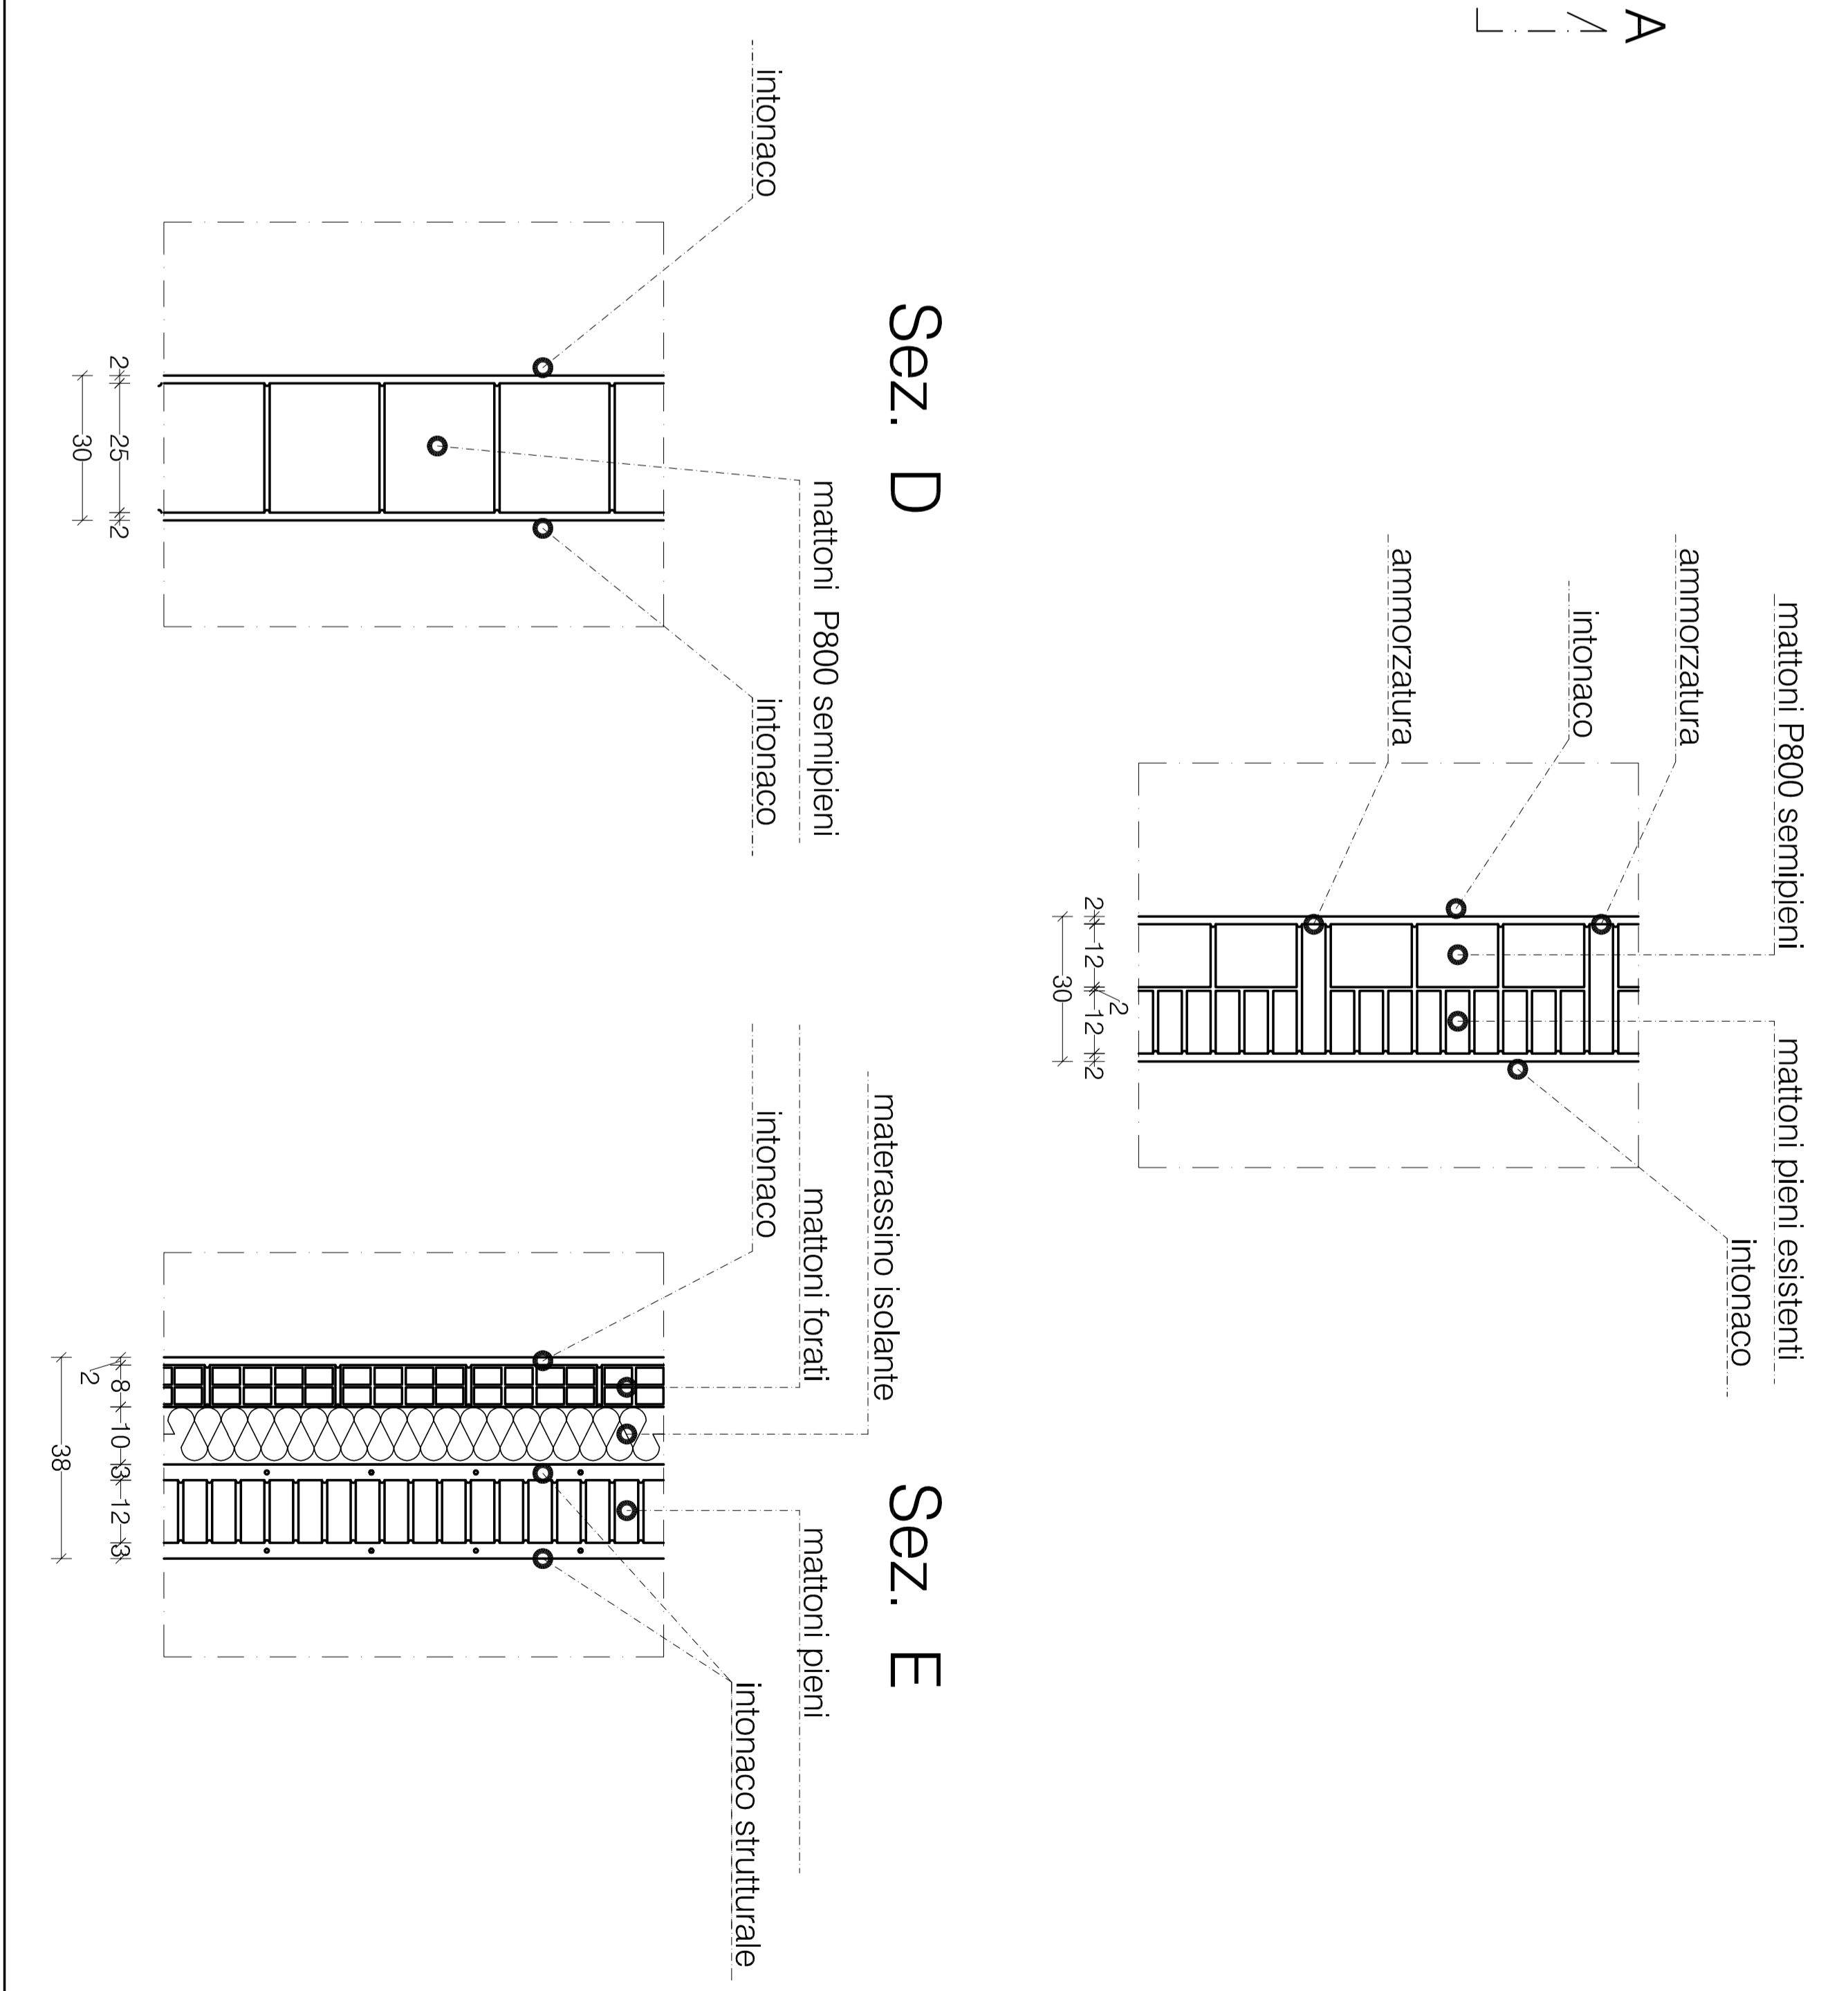 A
mattoni P800 semipieni
mattoni pieni esistenti
ammorzatura
intonaco
intonaco
ammorzatura
2
2
12
12
2
30
Sez. D
Sez. E
mattoni P800 semipieni
intonaco
intonaco
2
25
2
30
materassino isolante
mattoni forati
mattoni pieni
intonaco
intonaco strutturale
8
10
3
12
3
2
38